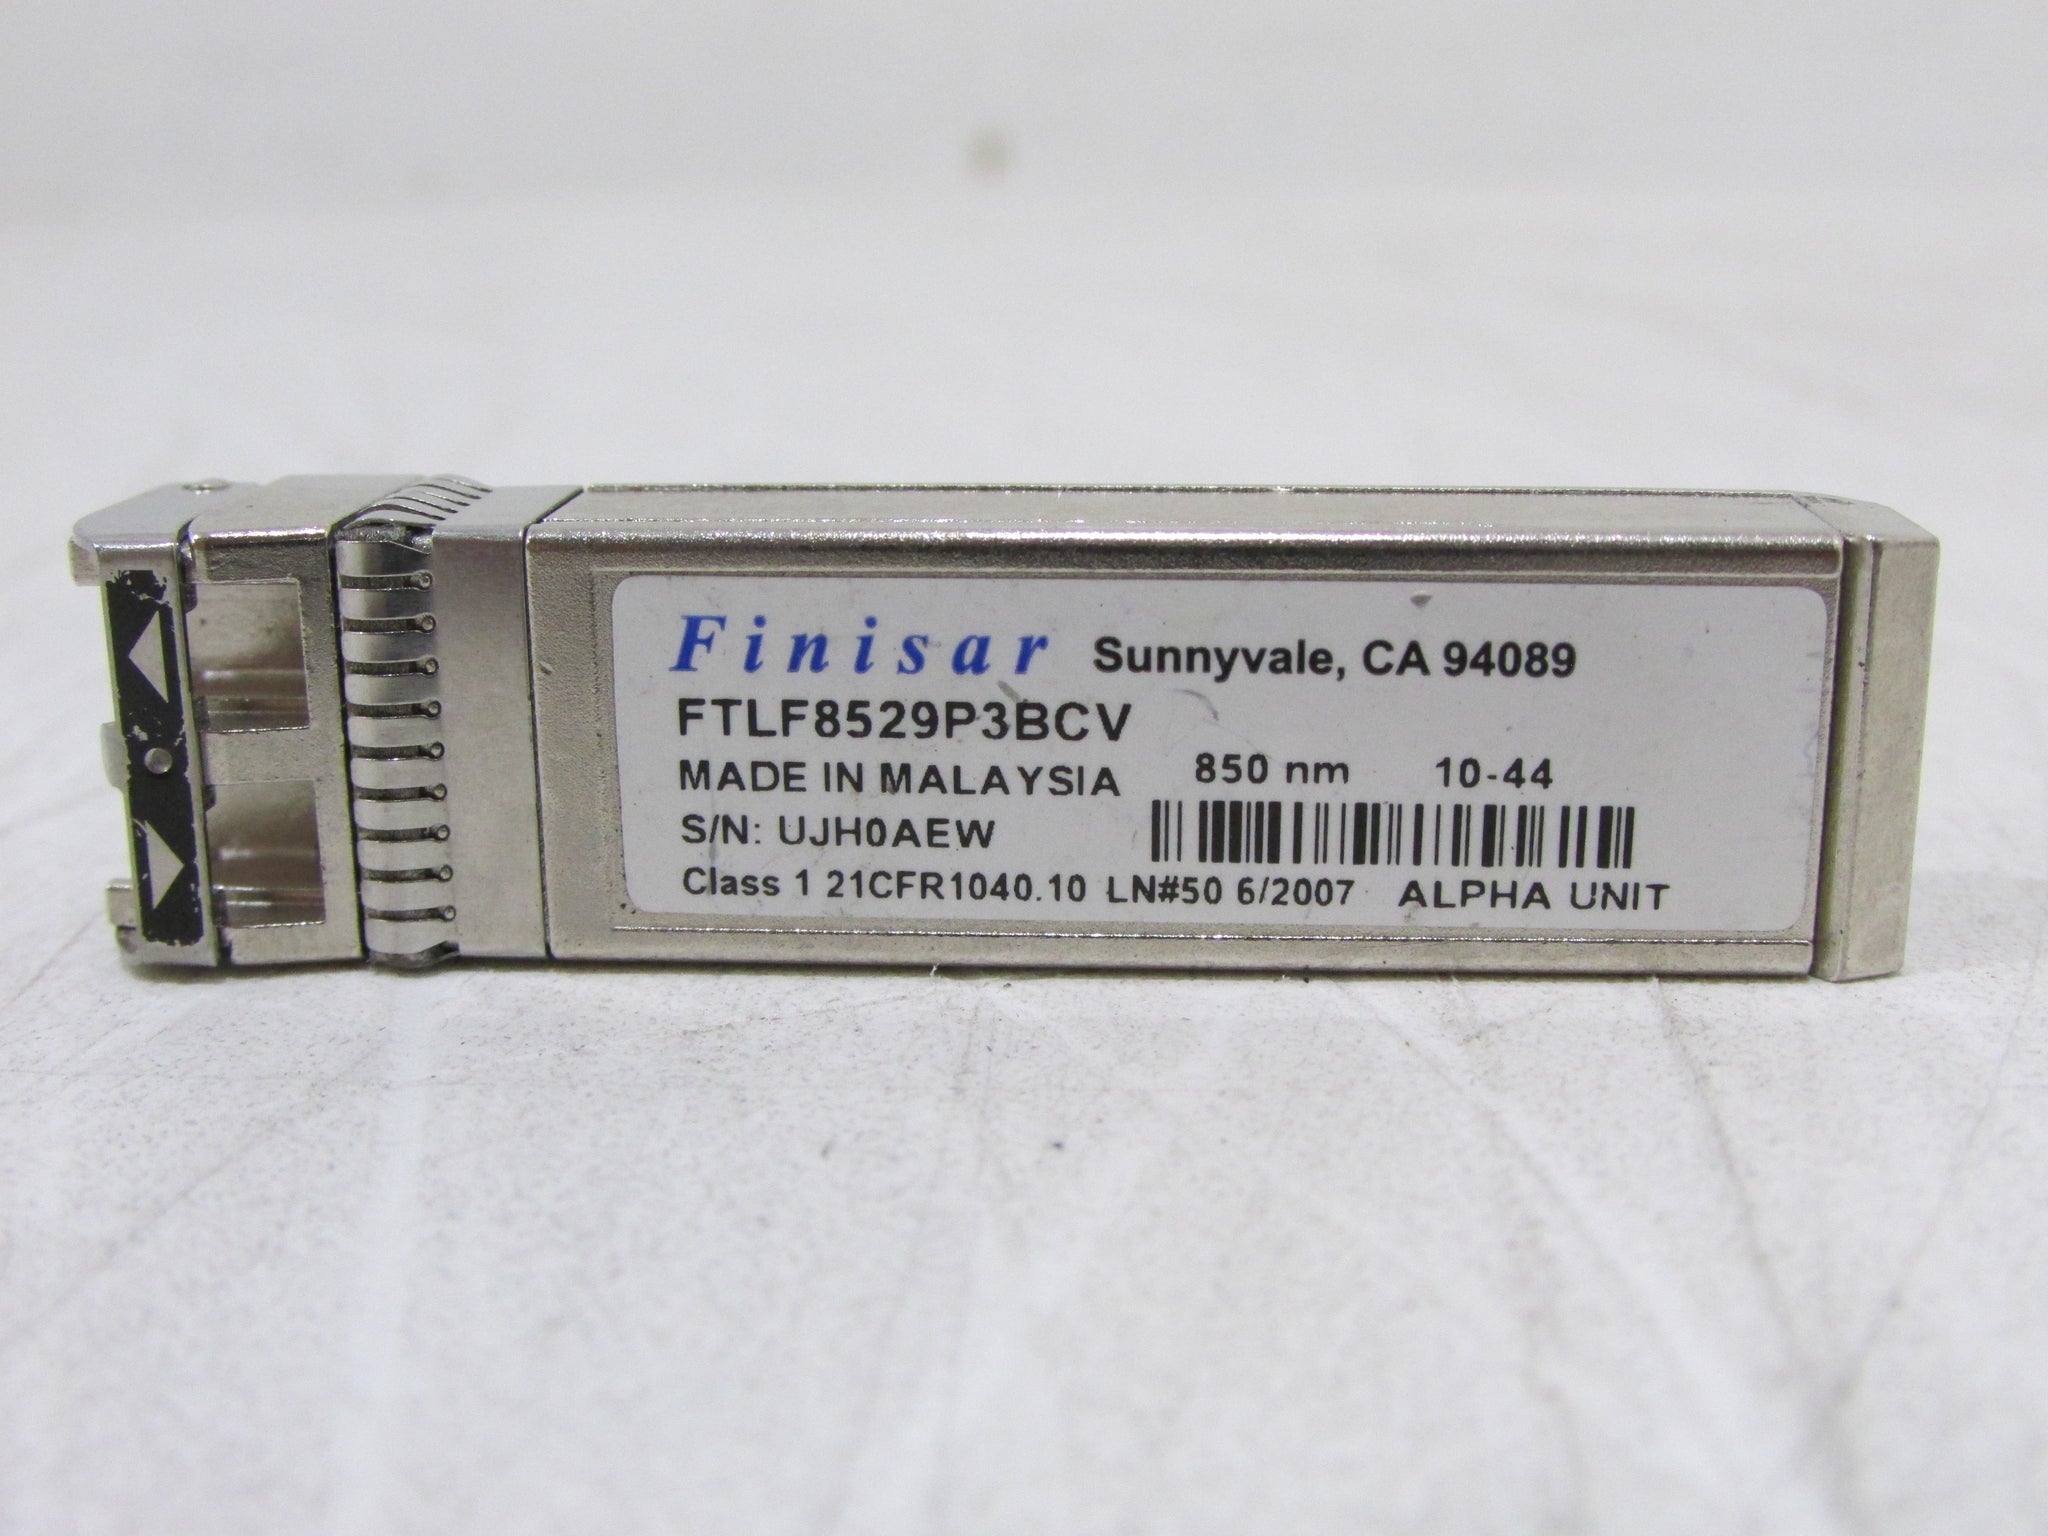 Finisar Sunnyvale, CA 94089
FTLF8529P3BCV
MADE IN MALAYSIA 850 nm 10-44
S/N: UJH0AEW
Class 1 21CFR1040.10 LN#50 6/2007 ALPHA UNIT